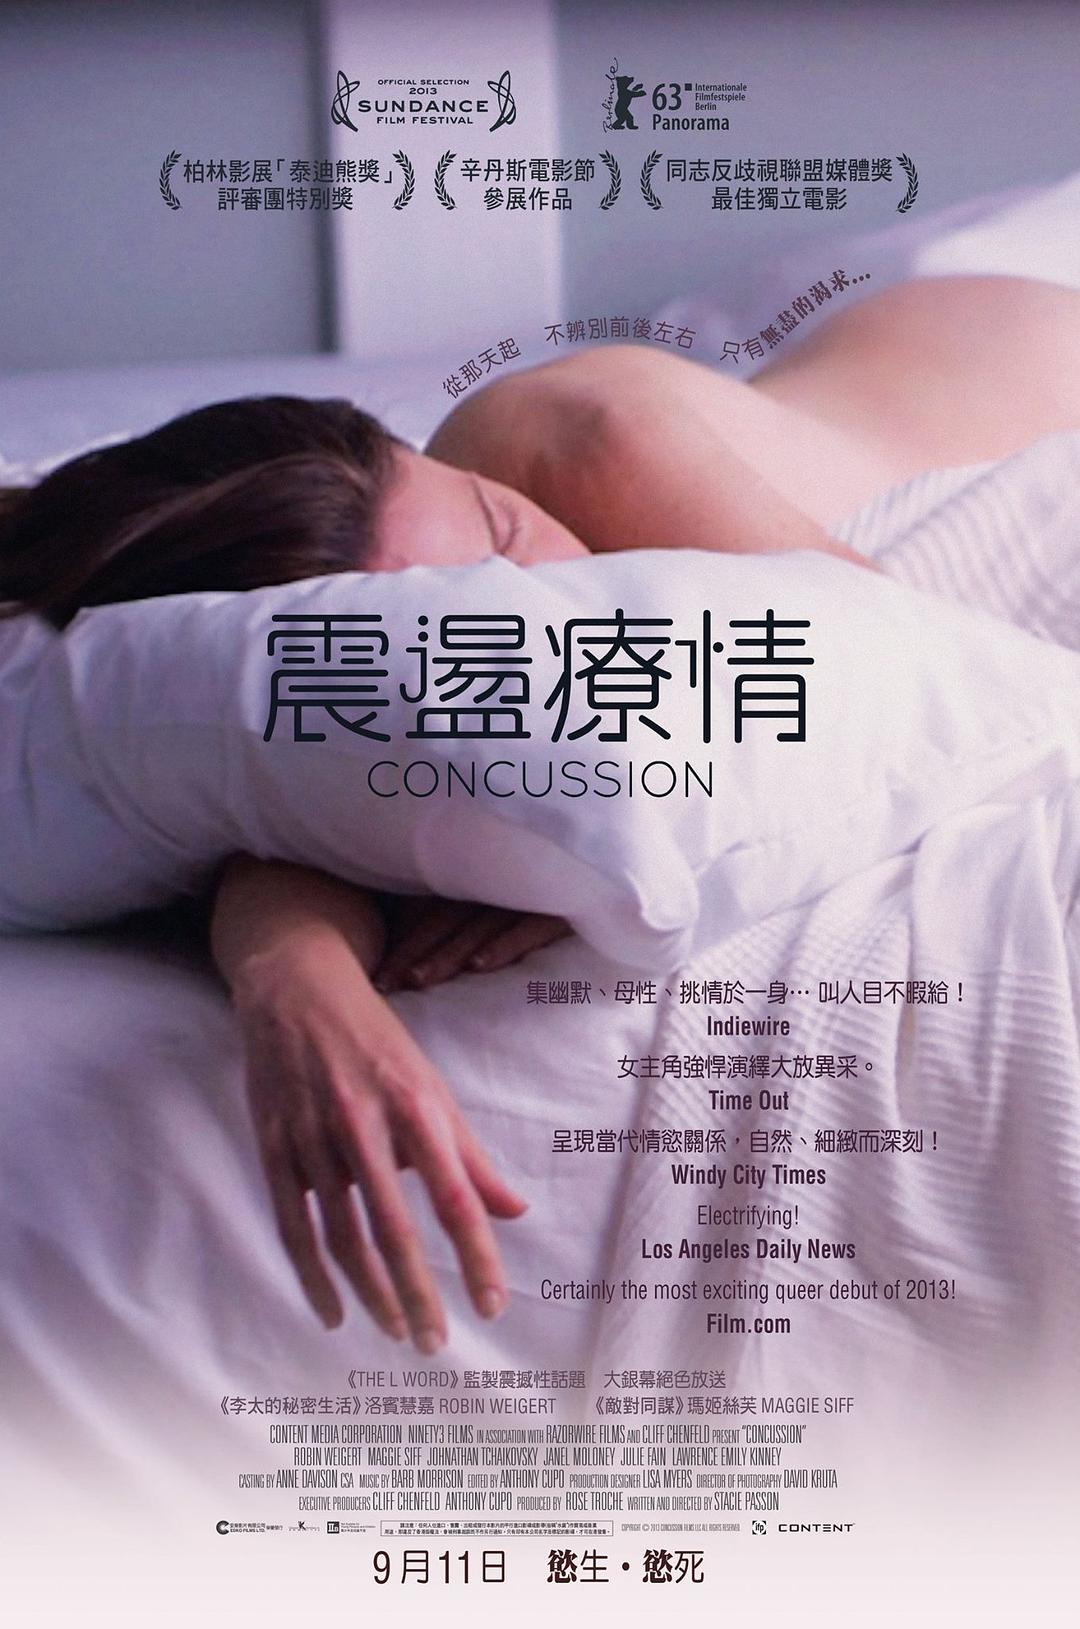 OFFICIAL SELECTION
2013
SUNDANCE
FILM FESTIVAL
Berlinale
63
Internationale
Filmfestspiele
Berlin
Panorama
柏林影展「泰迪熊獎」
評審團特別獎
辛丹斯電影節
參展作品
同志反歧視聯盟媒體獎
最佳獨立電影
從那天起 不辨別前後左右 只有無盡的渴求...
震盪療情
CONCUSSION
集幽默、母性、挑情於一身… 叫人目不暇給！
Indiewire
女主角強悍演繹大放異采。
Time Out
呈現當代情慾關係，自然、細緻而深刻！
Windy City Times
Electrifying!
Los Angeles Daily News
Certainly the most exciting queer debut of 2013!
Film.com
《THE L WORD》監製震撼性話題 大銀幕絕色放送
《李太的秘密生活》洛賓慧嘉 ROBIN WEIGERT 《敵對同謀》瑪姬絲芙 MAGGIE SIFF
CONTENT MEDIA CORPORATION NINETY3 FILMS IN ASSOCIATION WITH RAZORWIRE FILMS AND CLIFF CHENFELD PRESENT "CONCUSSION"
ROBIN WEIGERT MAGGIE SIFF JOHNATHAN TCHAIKOVSKY JANEL MOLONEY JULIE FAIN LAWRENCE EMILY KINNEY
CASTING BY ANNE DAVISON CSA MUSIC BY BARB MORRISON EDITED BY ANTHONY CUPO PRODUCTION DESIGNER LISA MYERS DIRECTOR OF PHOTOGRAPHY DAVID KRUTA
EXECUTIVE PRODUCERS CLIFF CHENFELD ANTHONY CUPO PRODUCED BY ROSE TROCHE WRITTEN AND DIRECTED BY STACIE PASSON
EDKO FILMS LTD. COPYRIGHT © 2013 CONCUSSION FILMS LLC ALL RIGHTS RESERVED. ifp CONTENT
9月11日 慾生・慾死